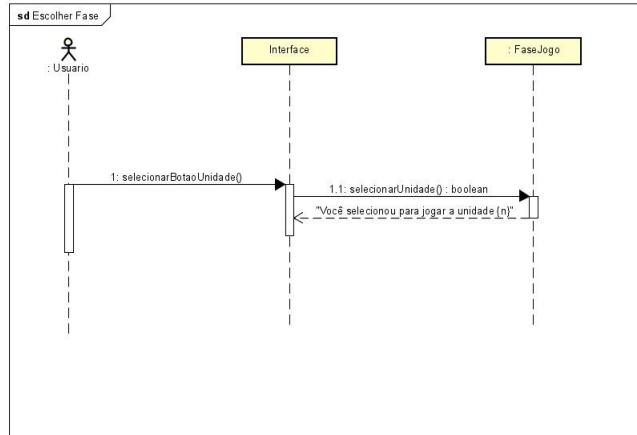 sd Escolher Fase
: Usuario
Interface
: FaseJogo
1: selecionarBotaoUnidade()
1.1: selecionarUnidade() : boolean
"Você selecionou para jogar a unidade {n}"